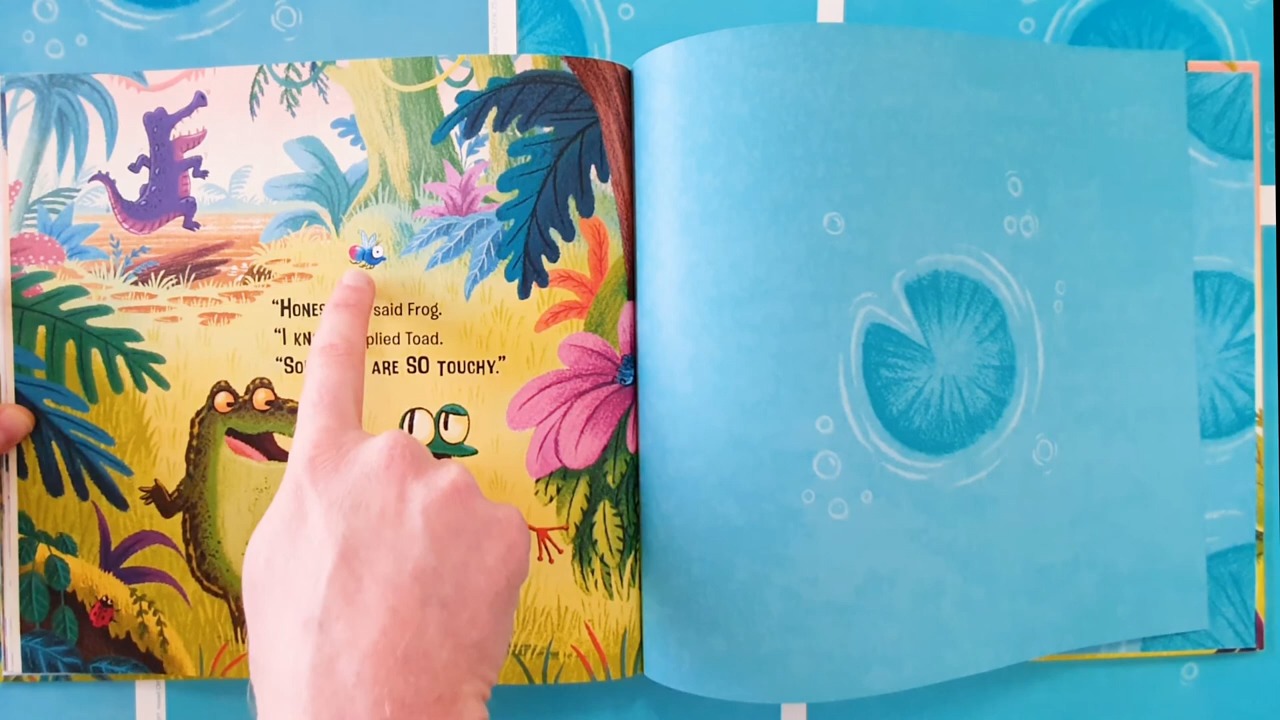 "HONES said Frog.
"I KN plied Toad.
"SO ARE SO TOUCHY."